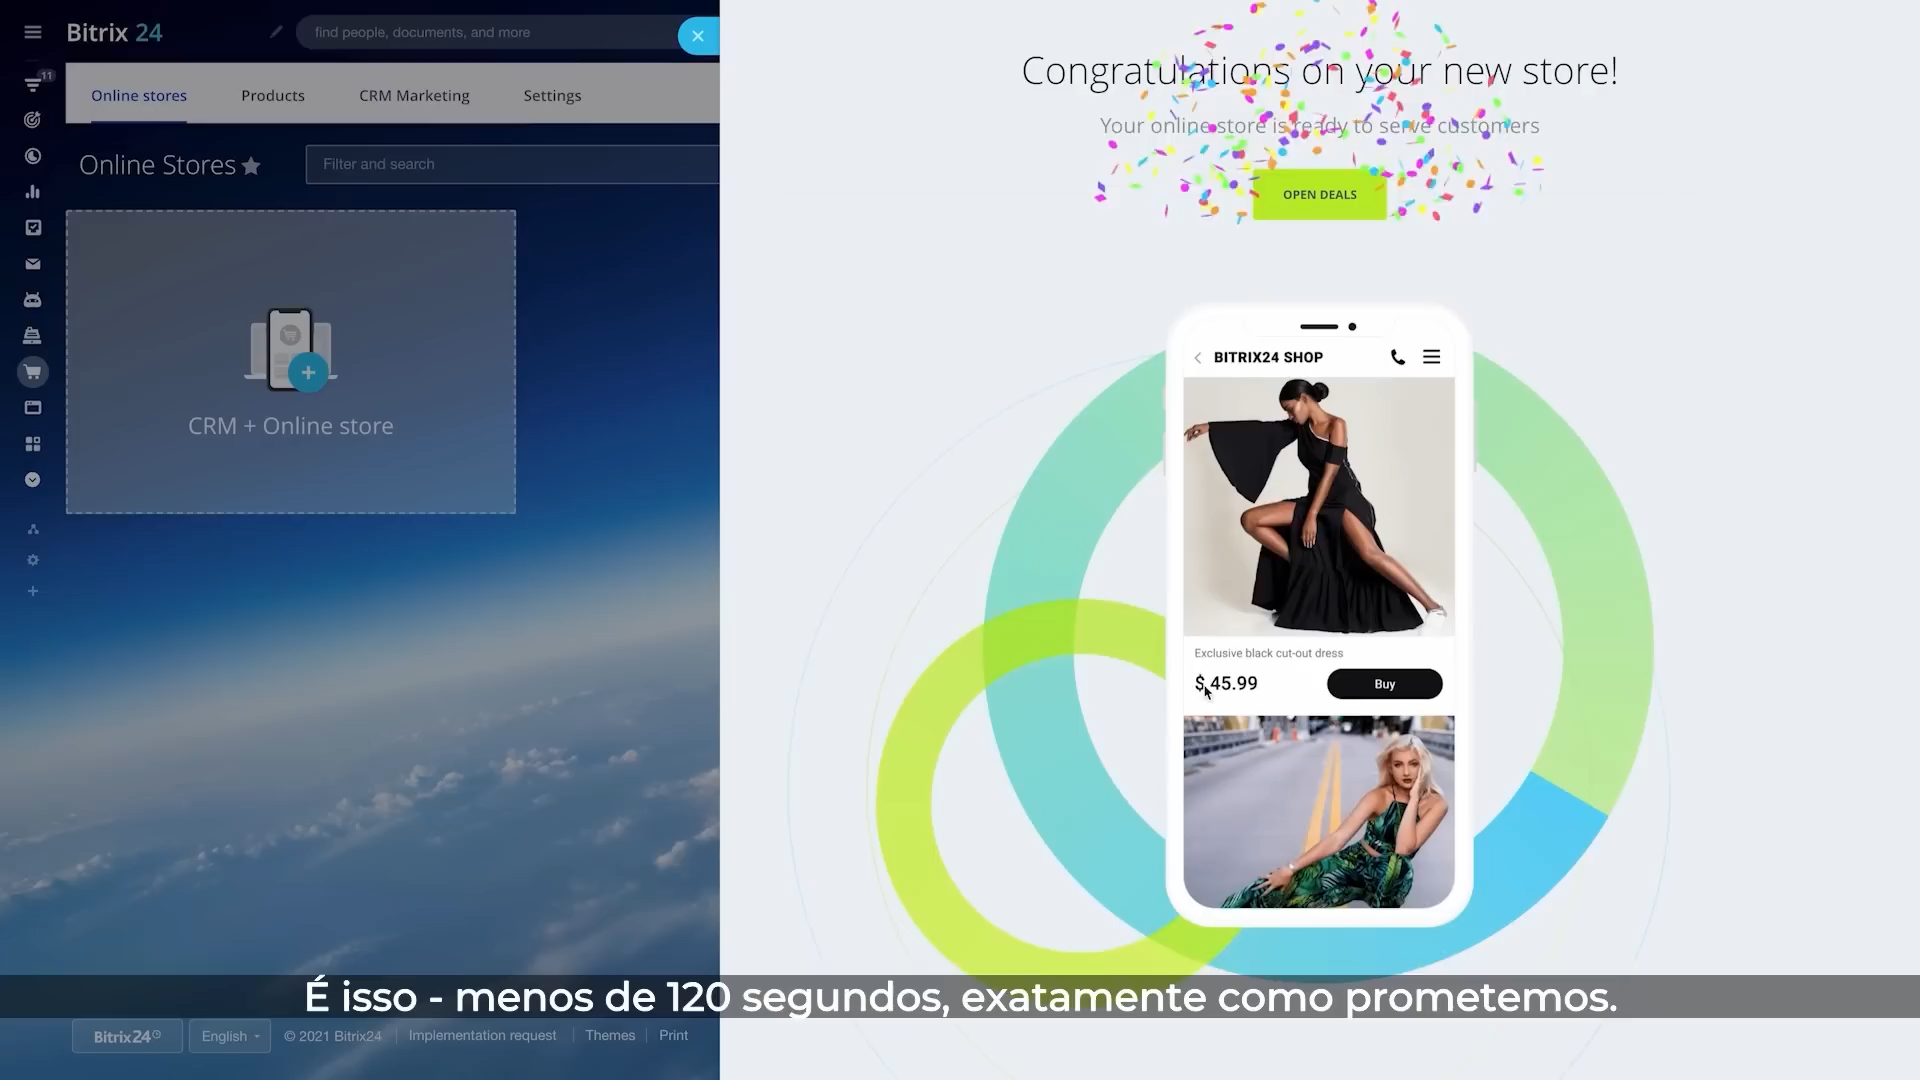 Bitrix 24
find people, documents, and more
11
Online stores
Products
CRM Marketing
Settings
Online Stores
Filter and search
CRM + Online store
Congratulations on your new store!
Your online store is ready to serve customers
OPEN DEALS
BITRIX24 SHOP
Exclusive black cut-out dress
$ 45.99
Buy
É isso - menos de 120 segundos, exatamente como prometemos.
Bitrix24
English
© 2021 Bitrix24
Implementation request
Themes
Print